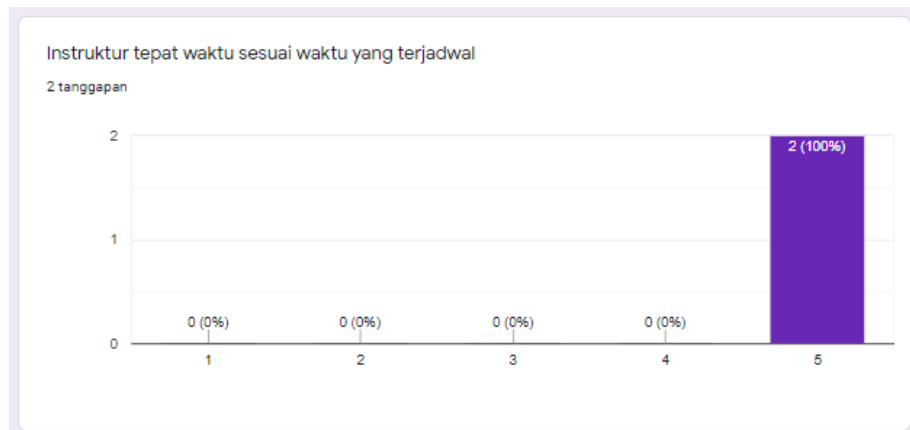 Instruktur tepat waktu sesuai waktu yang terjadwal
2 tanggapan
2
2 (100%)
1
0 (0%) 0 (0%) 0 (0%) 0 (0%)
0
1 2 3 4 5